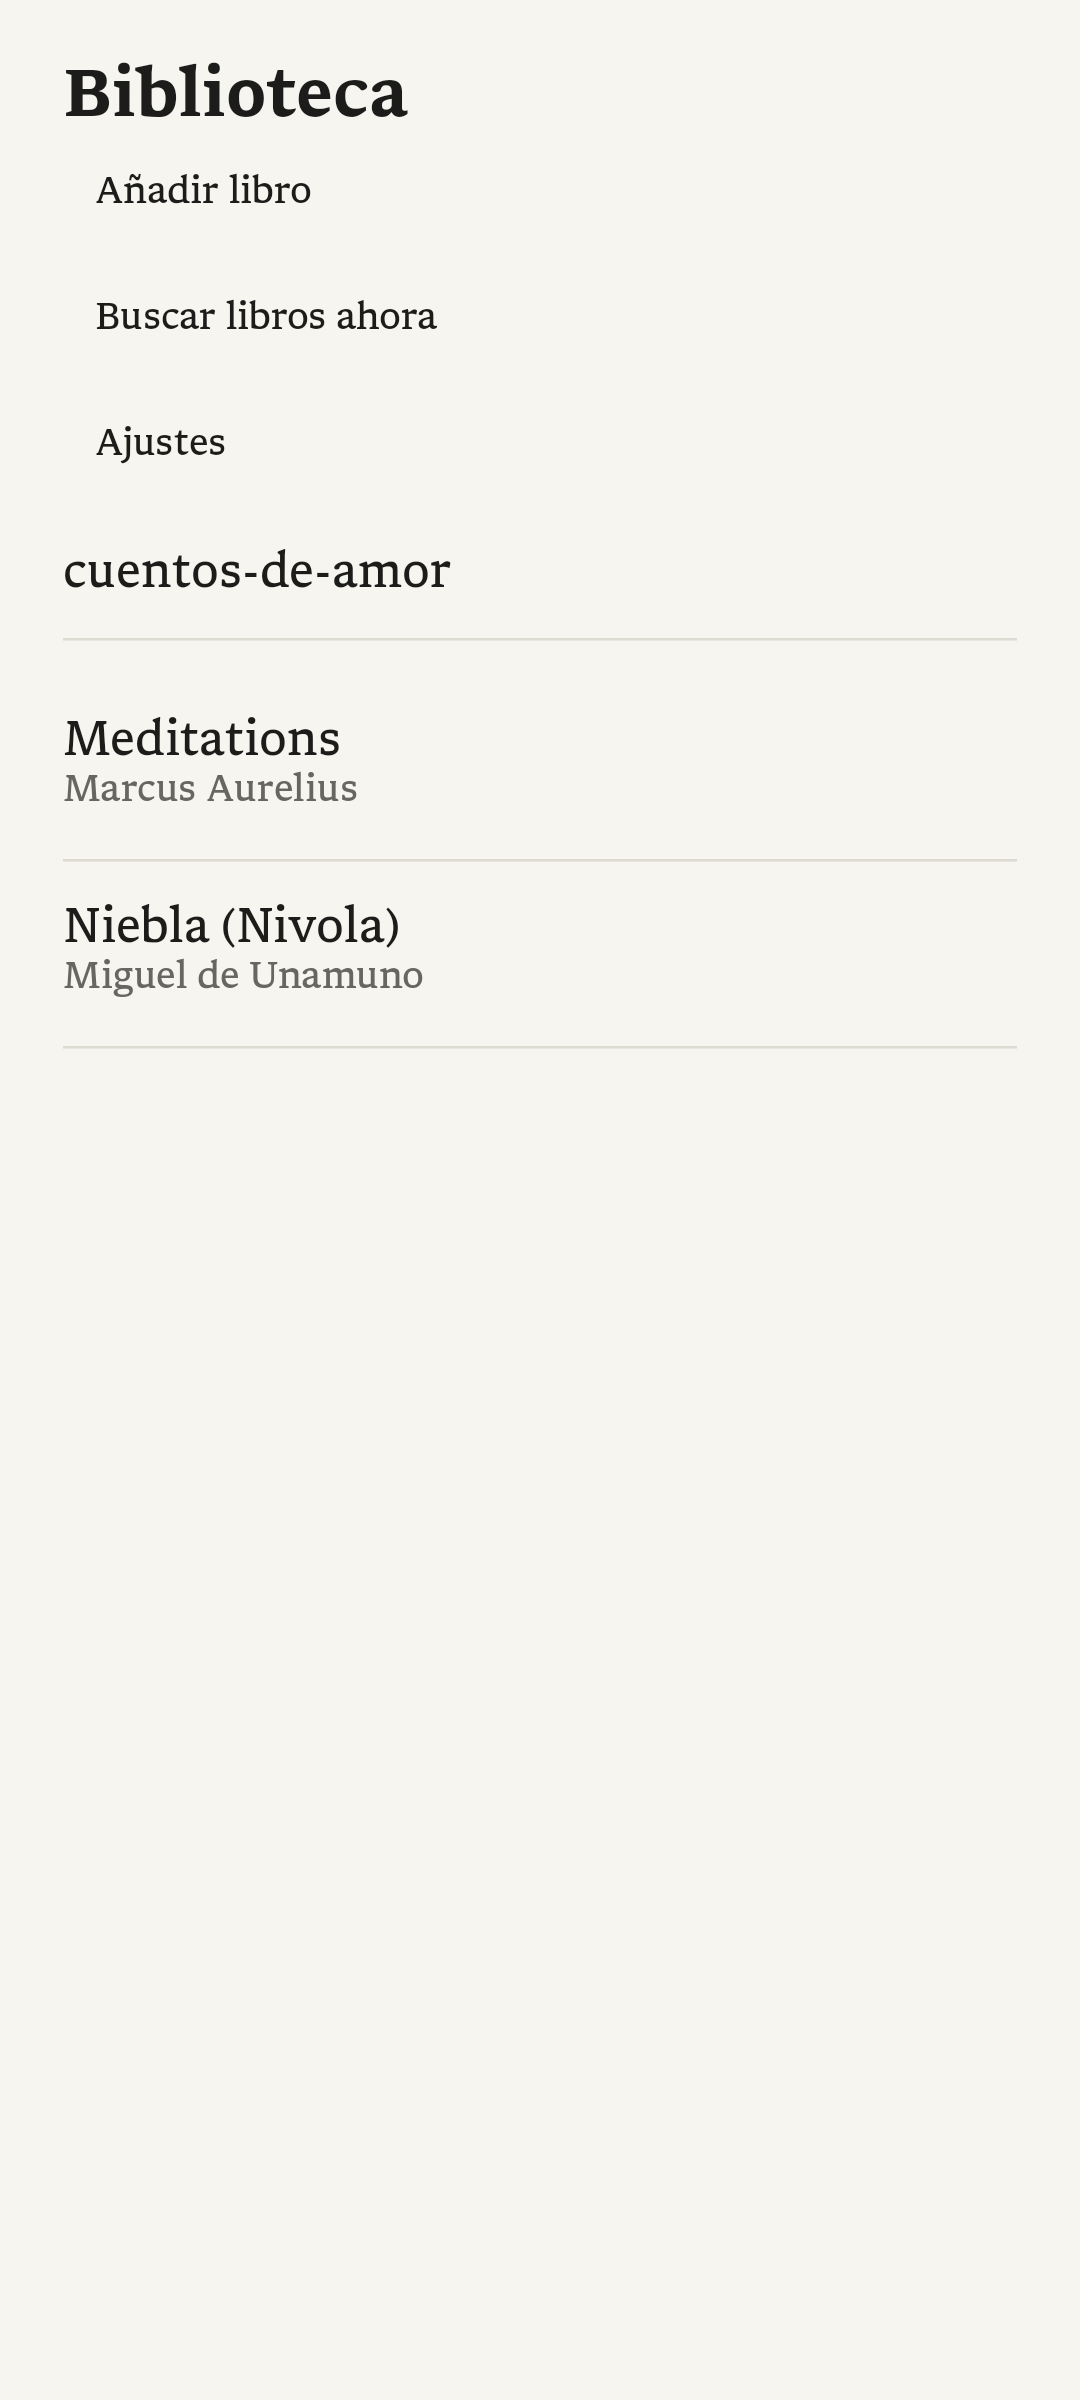 Biblioteca
Añadir libro
Buscar libros ahora
Ajustes
cuentos-de-amor
Meditations
Marcus Aurelius
Niebla (Nivola)
Miguel de Unamuno